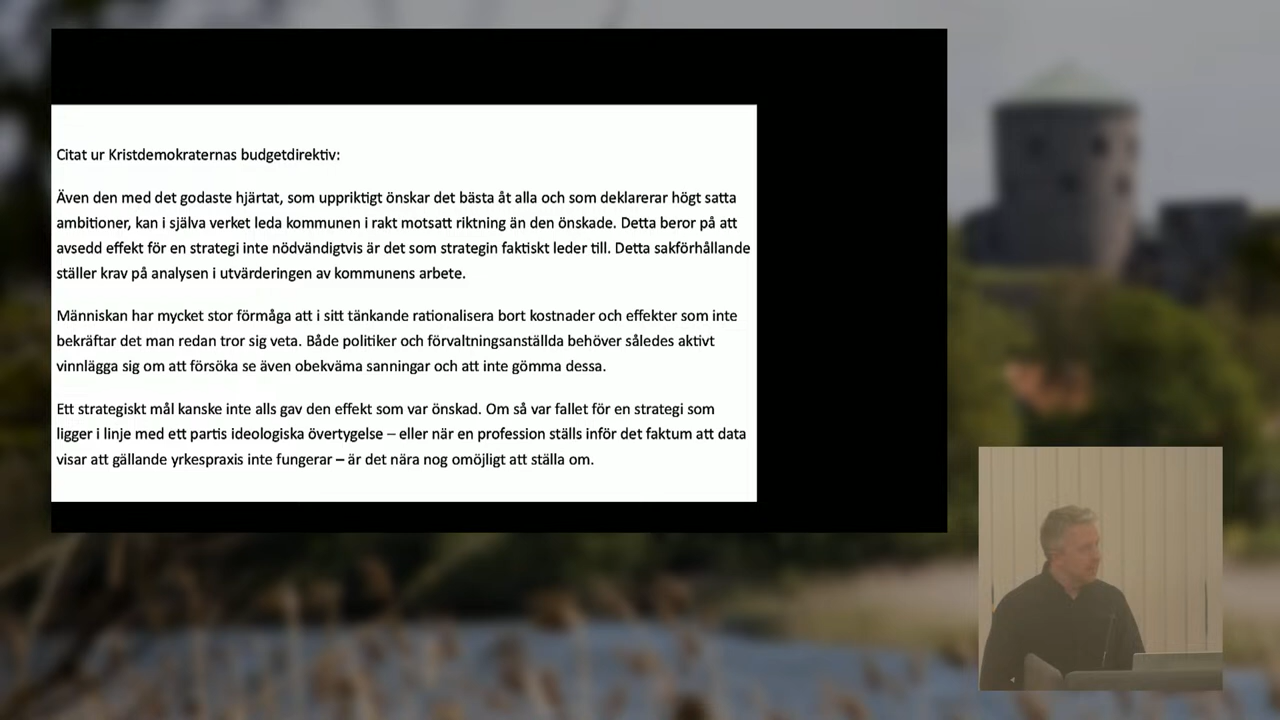 Citat ur Kristdemokraternas budgetdirektiv:
Även den med det godaste hjärtat, som uppriktigt önskar det bästa åt alla och som deklarerar högt satta
ambitioner, kan i själva verket leda kommunen i rakt motsatt riktning än den önskade. Detta beror på att
avsedd effekt för en strategi inte nödvändigtvis är det som strategin faktiskt leder till. Detta sakförhållande
ställer krav på analysen i utvärderingen av kommunens arbete.
Människan har mycket stor förmåga att i sitt tänkande rationalisera bort kostnader och effekter som inte
bekräftar det man redan tror sig veta. Både politiker och förvaltningsanställda behöver således aktivt
vinnlägga sig om att försöka se även obekväma sanningar och att inte gömma dessa.
Ett strategiskt mål kanske inte alls gav den effekt som var önskad. Om så var fallet för en strategi som
ligger i linje med ett partis ideologiska övertygelse – eller när en profession ställs inför det faktum att data
visar att gällande yrkespraxis inte fungerar – är det nära nog omöjligt att ställa om.